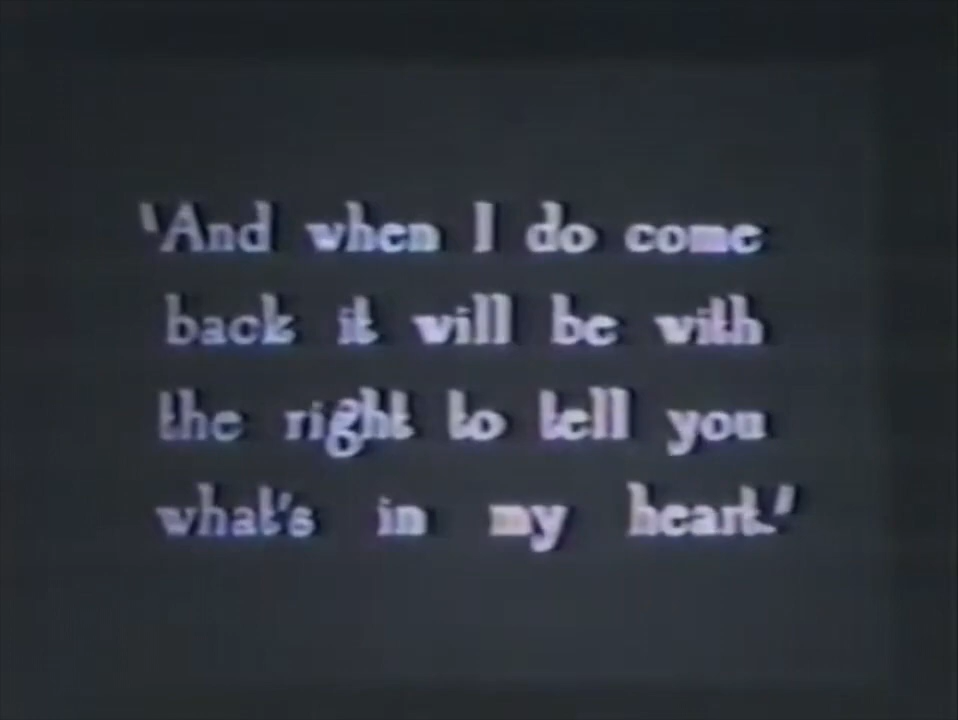 'And when I do come
back it will be with
the right to tell you
what's in my heart.'